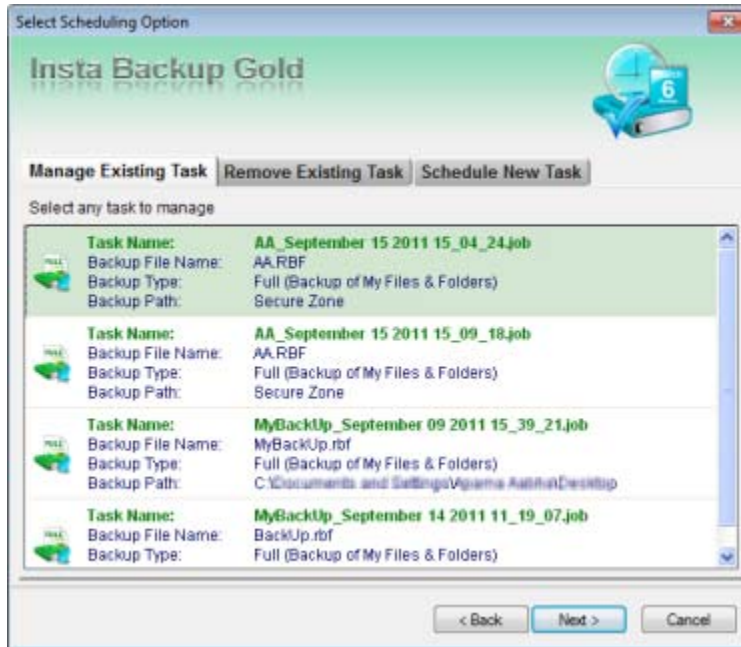 Select Scheduling Option
Insta Backup Gold
6
Manage Existing Task Remove Existing Task Schedule New Task
Select any task to manage
Task Name: AA_September 15 2011 15_04_24.job
Backup File Name: AA.RBF
Backup Type: Full (Backup of My Files & Folders)
Backup Path: Secure Zone
Task Name: AA_September 15 2011 15_09_18.job
Backup File Name: AA.RBF
Backup Type: Full (Backup of My Files & Folders)
Backup Path: Secure Zone
Task Name: MyBackUp_September 09 2011 15_39_21.job
Backup File Name: MyBackUp.rbf
Backup Type: Full (Backup of My Files & Folders)
Backup Path: C:\Documents and Settings\
Task Name: MyBackUp_September 14 2011 11_19_07.job
Backup File Name: BackUp.rbf
Backup Type: Full (Backup of My Files & Folders)
< Back Next > Cancel